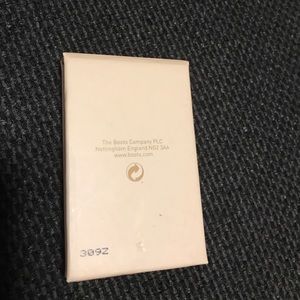 The Boots Company PLC
Nottingham England NG2 3AA
www.boots.com
309Z